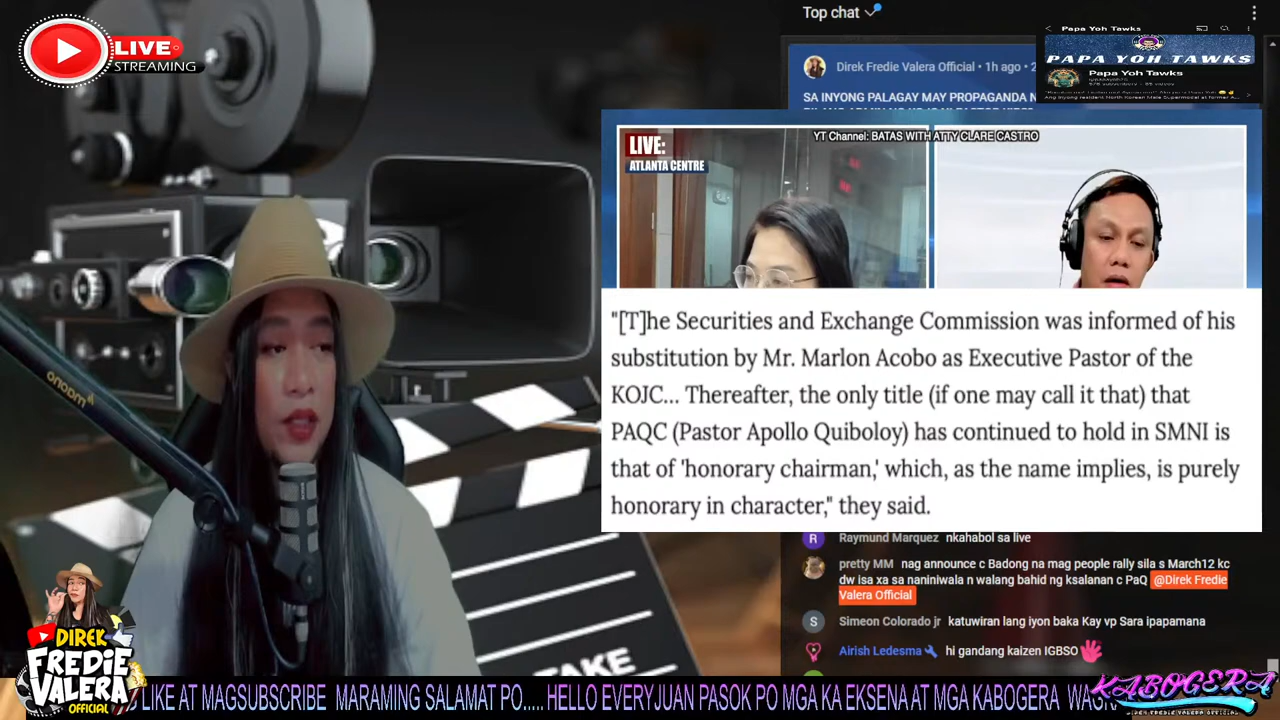 LIVE
STREAMING
Top chat
Papa Yoh Tawks
PAPA YOH TAWKS
Papa Yoh Tawks
Direk Fredie Valera Official • 1h ago •
SA INYONG PALAGAY MAY PROPAGANDA N
YT Channel: BATAS WITH ATTY CLARE CASTRO
LIVE:
ATLANTA CENTRE
"[T]he Securities and Exchange Commission was informed of his
substitution by Mr. Marlon Acobo as Executive Pastor of the
KOJC... Thereafter, the only title (if one may call it that) that
PAQC (Pastor Apollo Quiboloy) has continued to hold in SMNI is
that of 'honorary chairman,' which, as the name implies, is purely
honorary in character," they said.
R Raymund Marquez nkahabol sa live
pretty MM nag announce c Badong na mag people rally sila s March12 kc
dw isa xa sa naniniwala n walang bahid ng ksalanan c PaQ @Direk Fredie
Valera Official
S Simeon Colorado jr katuwiran lang iyon baka Kay vp Sara ipapamana
Airish Ledesma hi gandang kaizen IGBSO
maono
TAKE
DIREK
FREDIE
VALERA
OFFICIAL
LIKE AT MAGSUBSCRIBE MARAMING SALAMAT PO..... HELLO EVERYJUAN PASOK PO MGA KA EKSENA AT MGA KABOGERA
KABOGERA